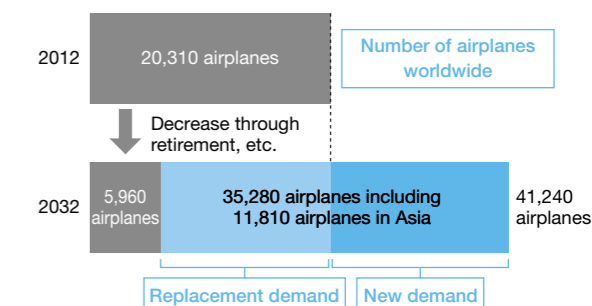 2012
20,310 airplanes
Number of airplanes
worldwide
Decrease through
retirement, etc.
2032
5,960
airplanes
35,280 airplanes including
11,810 airplanes in Asia
41,240
airplanes
Replacement demand
New demand